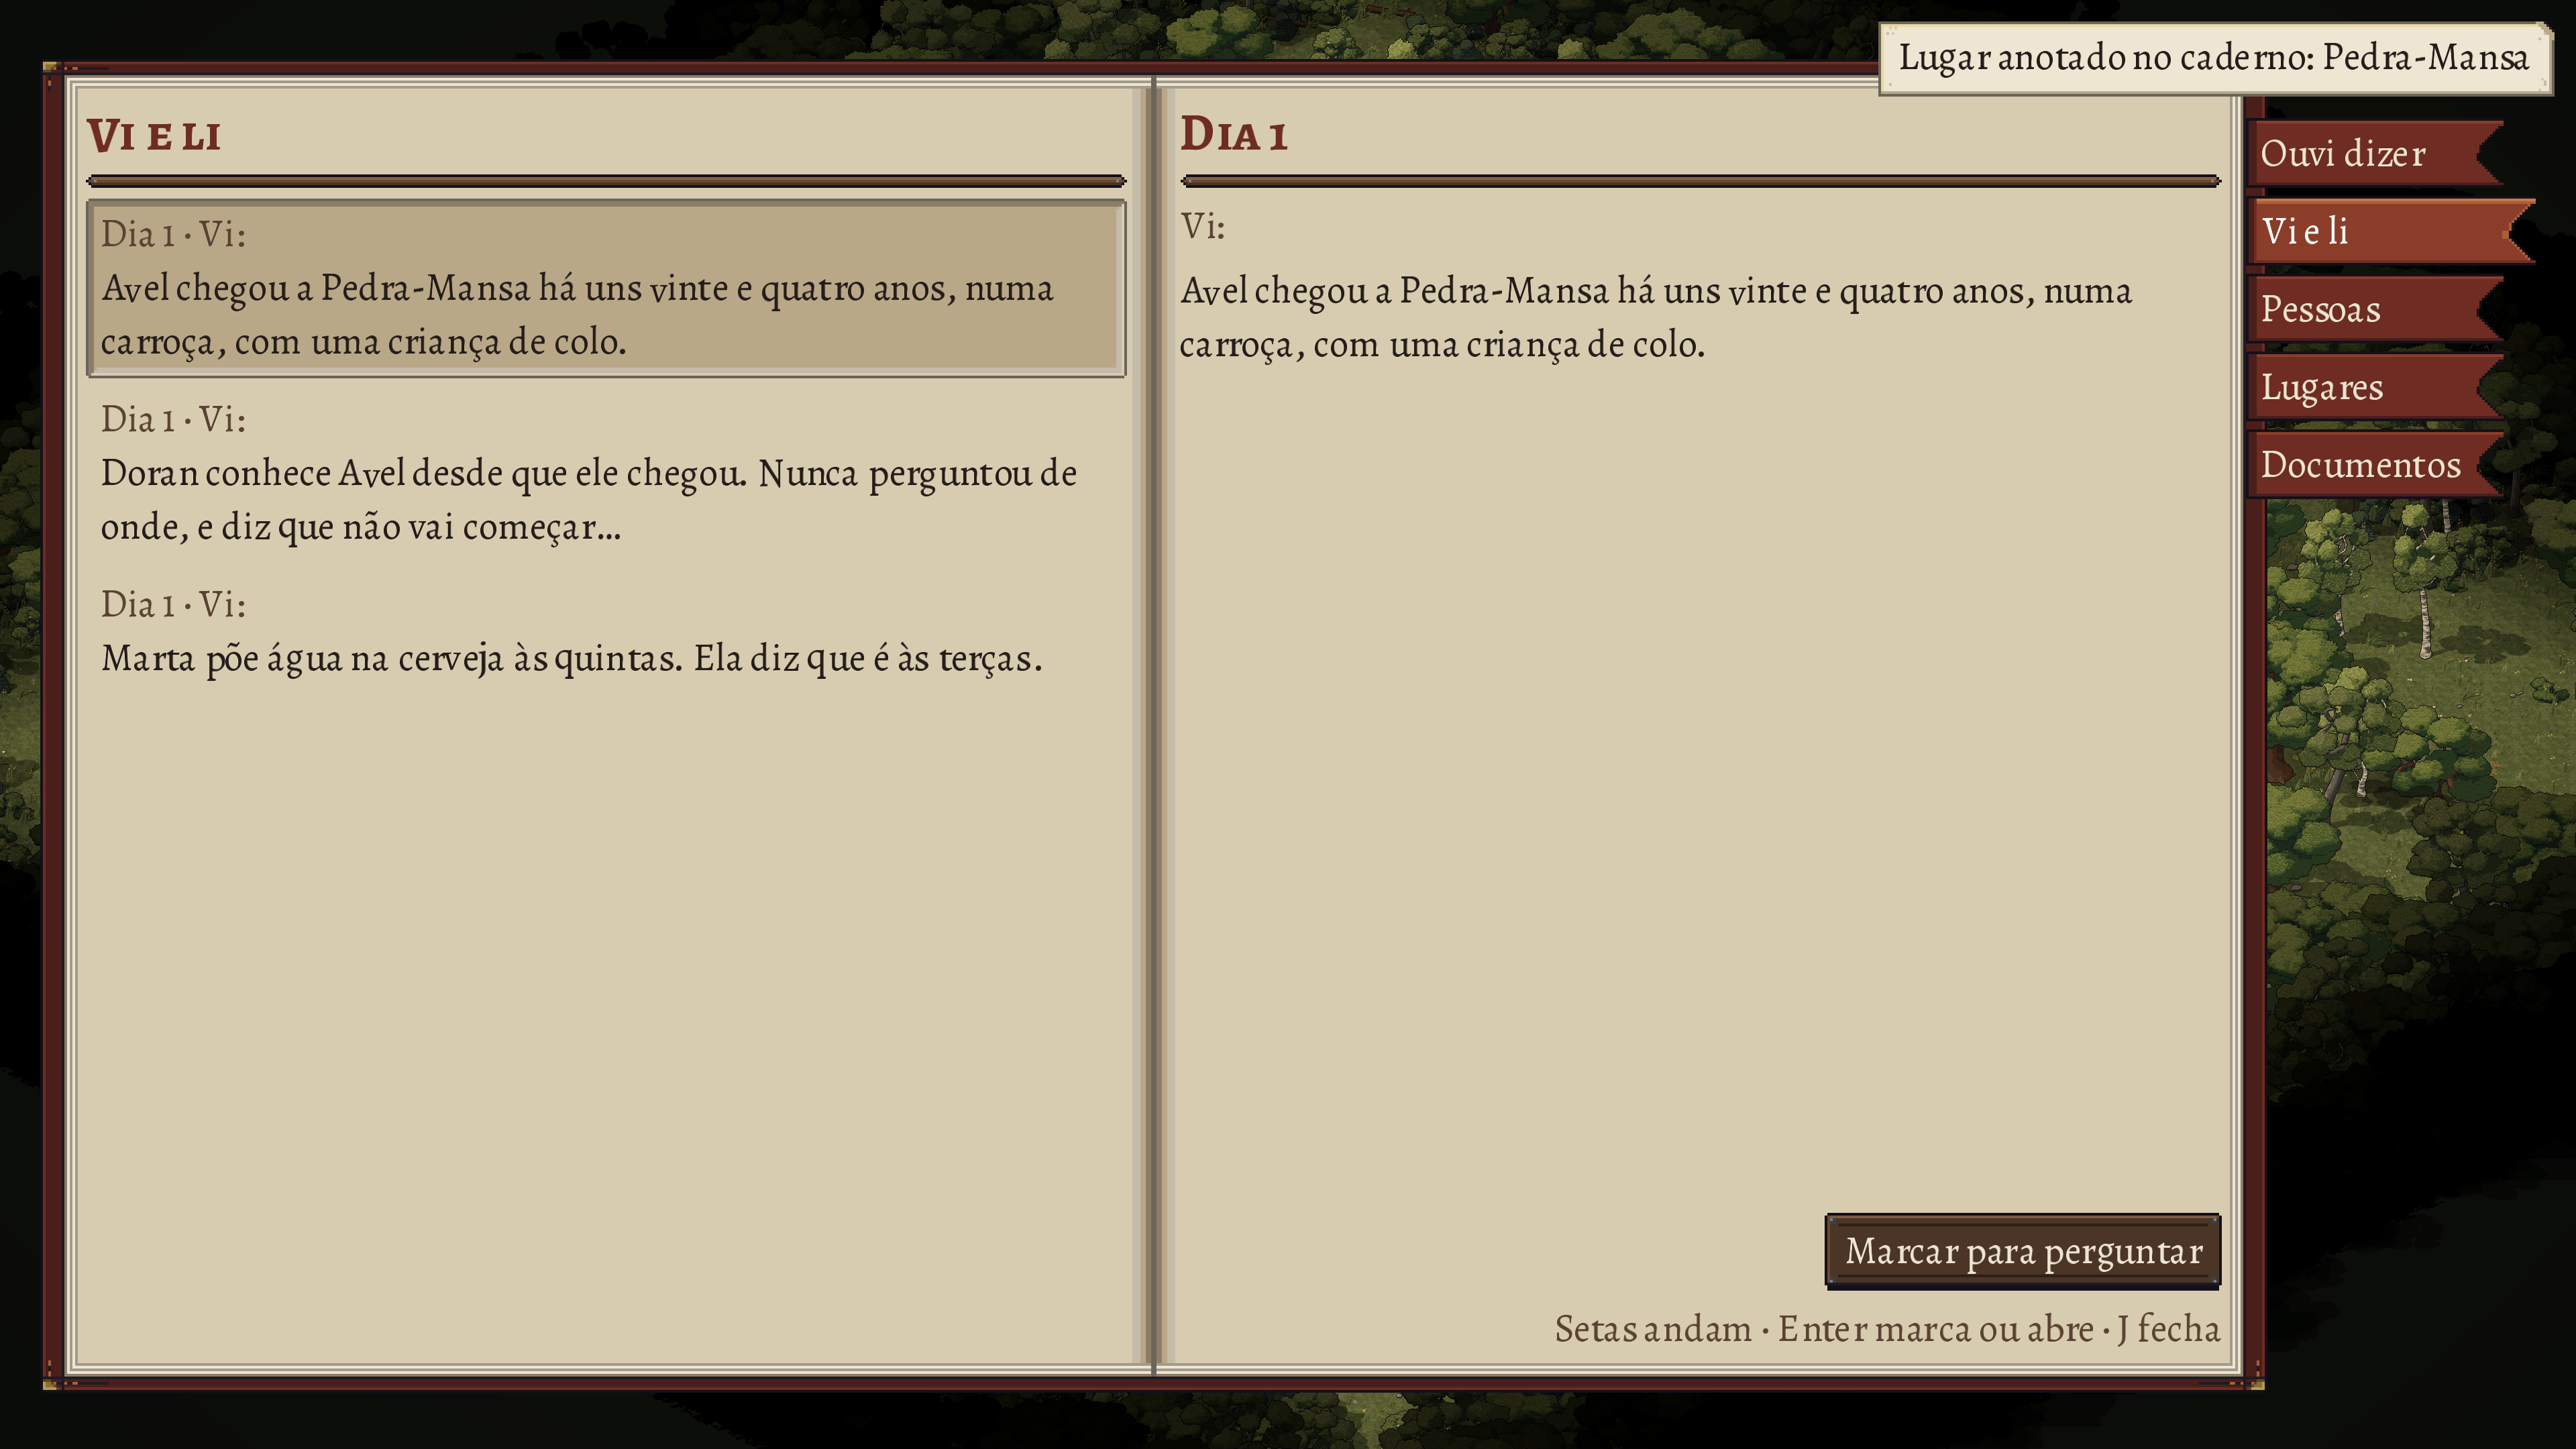 Lugar anotado no caderno: Pedra-Mansa
Vi e li
Dia 1 · Vi:
Avel chegou a Pedra-Mansa há uns vinte e quatro anos, numa
carroça, com uma criança de colo.
Dia 1 · Vi:
Doran conhece Avel desde que ele chegou. Nunca perguntou de
onde, e diz que não vai começar...
Dia 1 · Vi:
Marta põe água na cerveja às quintas. Ela diz que é às terças.
Dia 1
Vi:
Avel chegou a Pedra-Mansa há uns vinte e quatro anos, numa
carroça, com uma criança de colo.
Marcar para perguntar
Setas andam · Enter marca ou abre · J fecha
Ouvi dizer
Vi e li
Pessoas
Lugares
Documentos